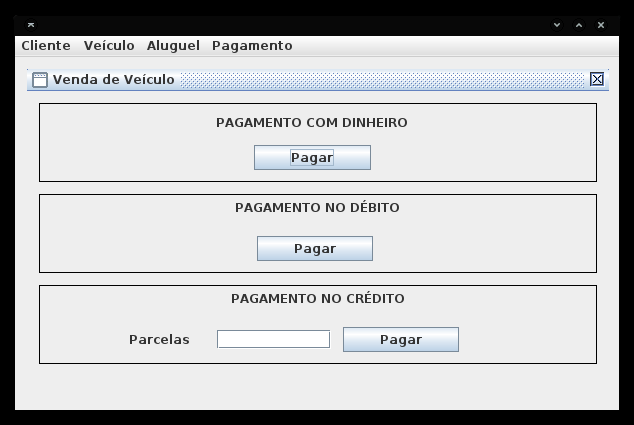 Cliente Veículo Aluguel Pagamento
Venda de Veículo
PAGAMENTO COM DINHEIRO
Pagar
PAGAMENTO NO DÉBITO
Pagar
PAGAMENTO NO CRÉDITO
Parcelas Pagar